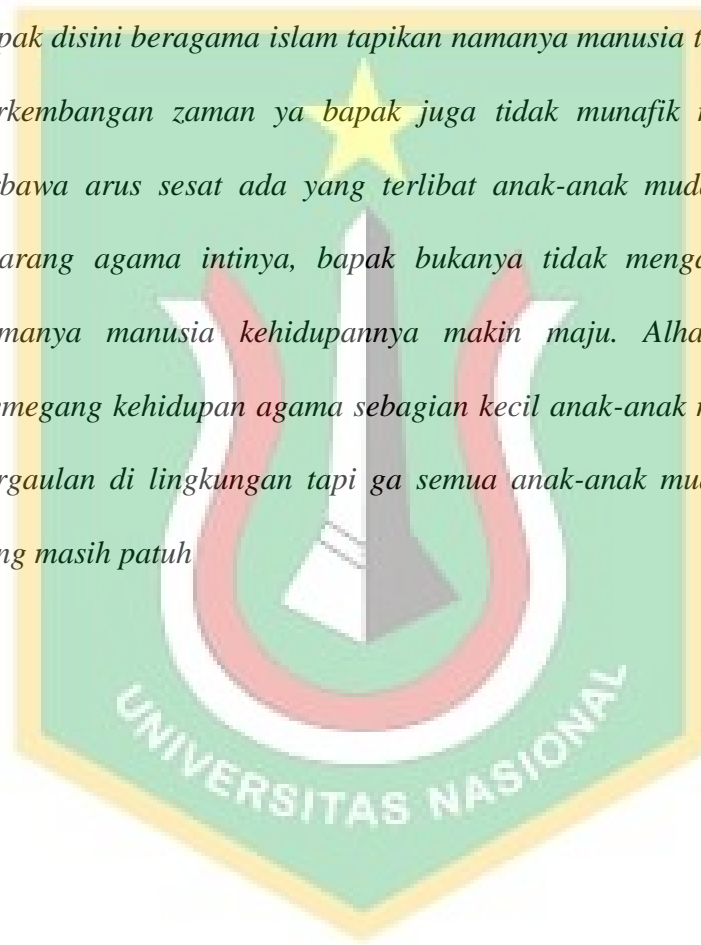 pak disini beragama islam tapikan namanya manusia
rkembangan zaman ya bapak juga tidak munafik
bawa arus sesat ada yang terlibat anak-anak mud
arang agama intinya, bapak bukanya tidak menga
manya manusia kehidupannya makin maju. Alha
megang kehidupan agama sebagian kecil anak-anak
rgaulan di lingkungan tapi ga semua anak-anak mud
ng masih patuh
UNIVERSITAS NASIONAL